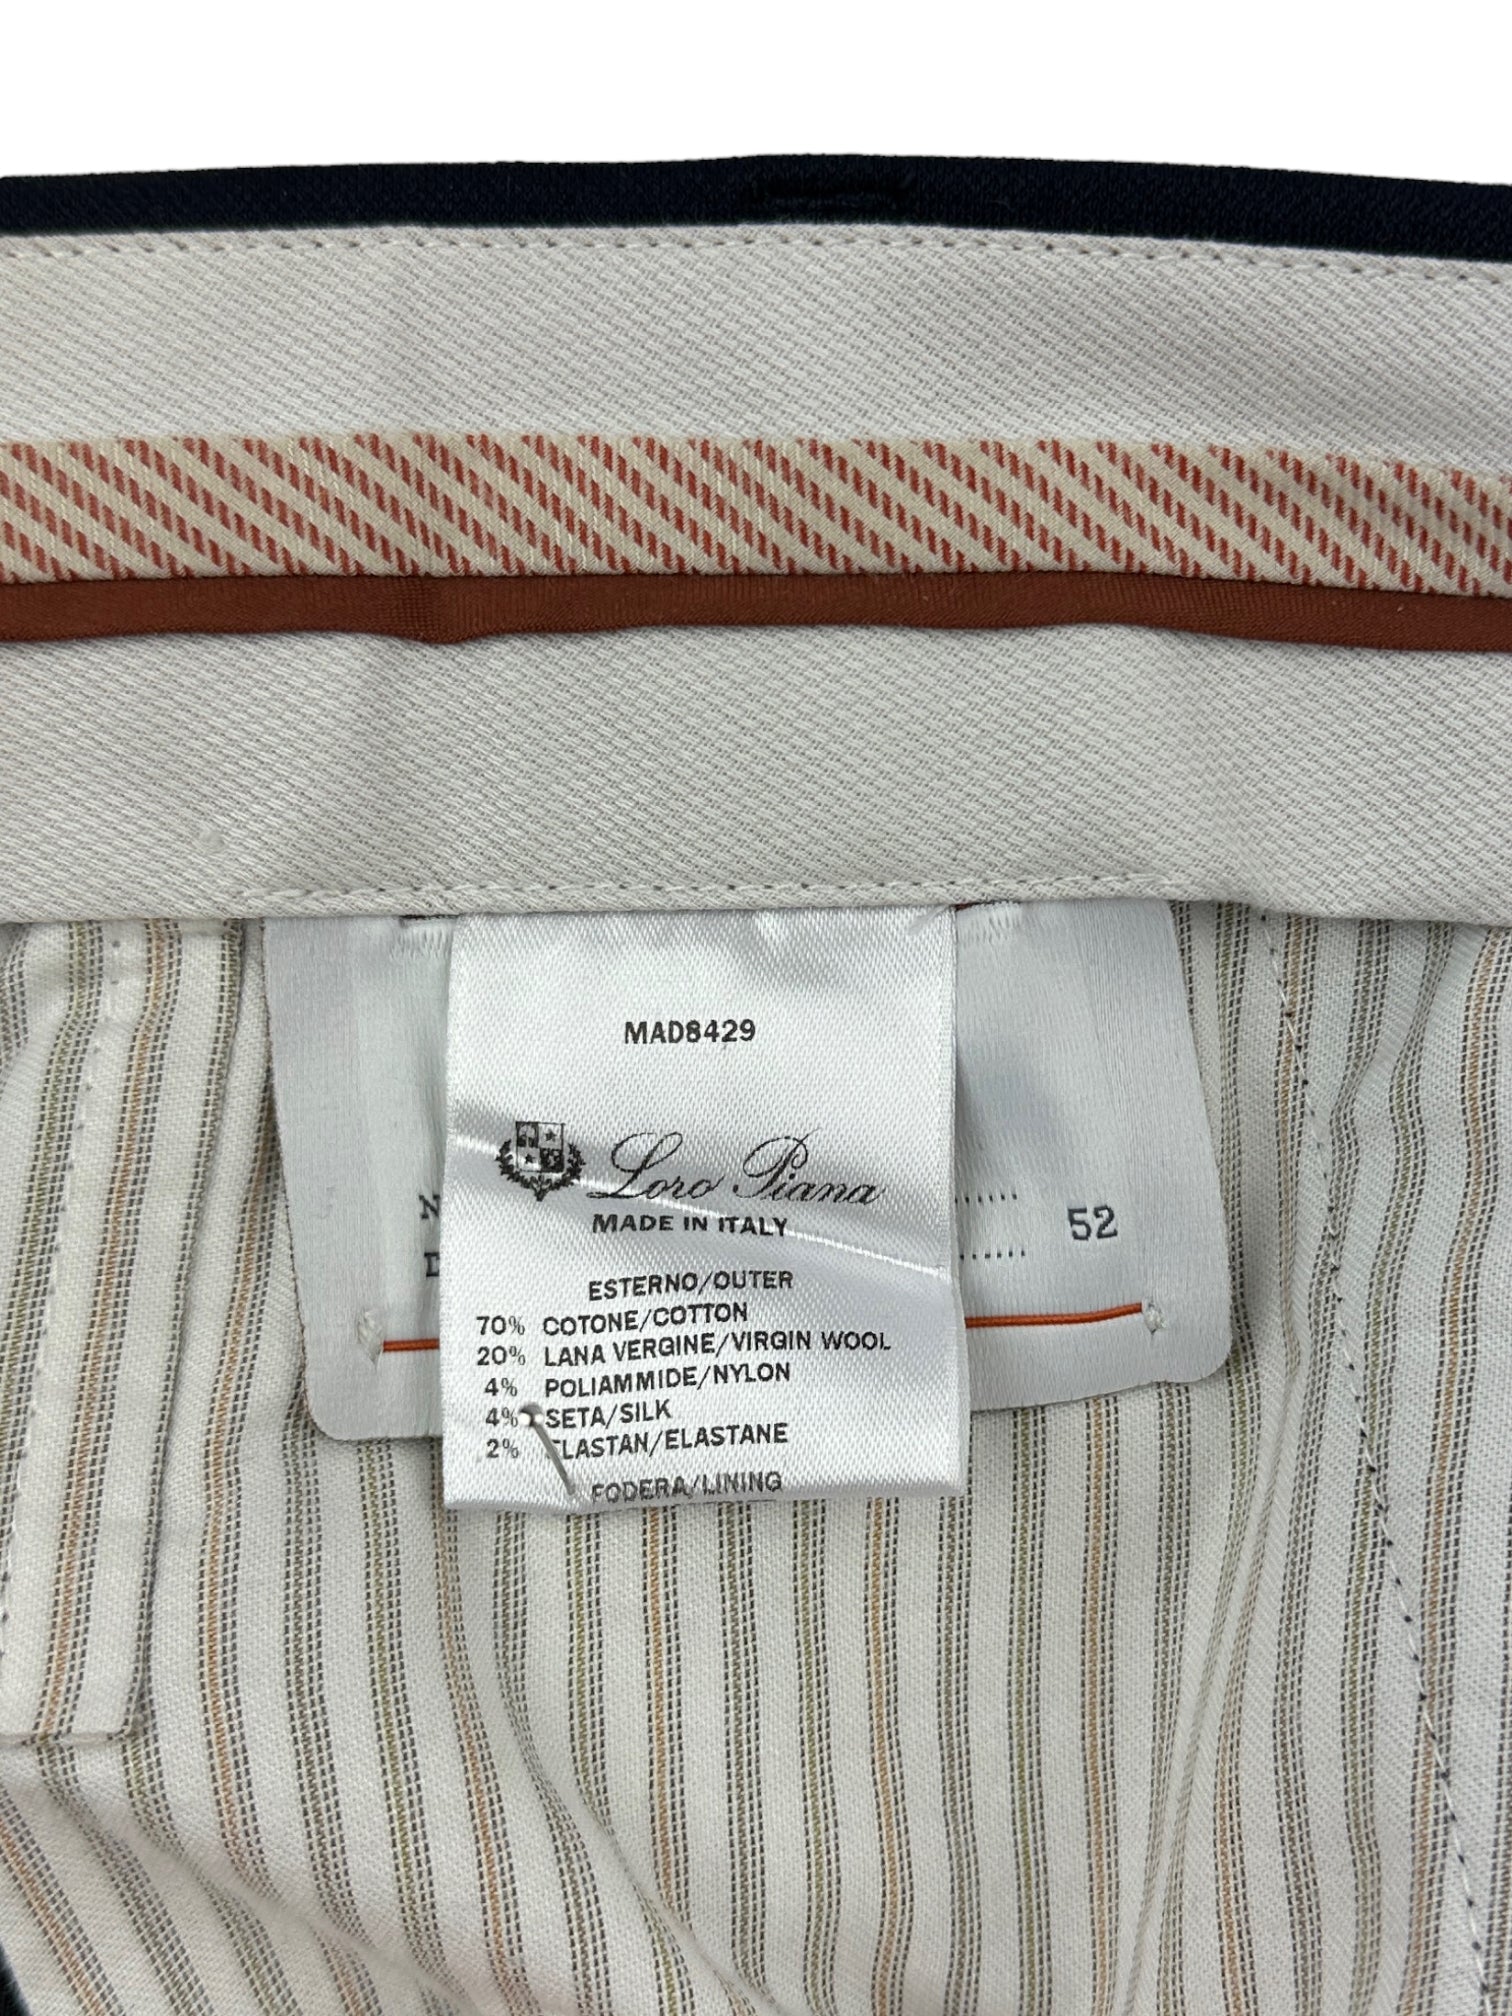 MAD8429
Loro Piana
MADE IN ITALY
52
ESTERNO/OUTER
70% COTONE/COTTON
20% LANA VERGINE/VIRGIN WOOL
4% POLIAMMIDE/NYLON
4% SETA/SILK
2% ELASTAN/ELASTANE
FODERA/LINING